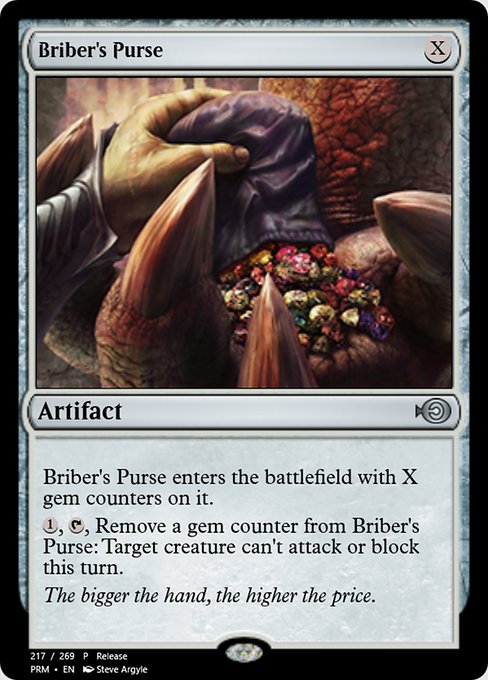 Briber's Purse X
Artifact
Briber's Purse enters the battlefield with X
gem counters on it.
1, , Remove a gem counter from Briber's
Purse: Target creature can't attack or block
this turn.
The bigger the hand, the higher the price.
217 / 269 P Release
PRM • EN Steve Argyle